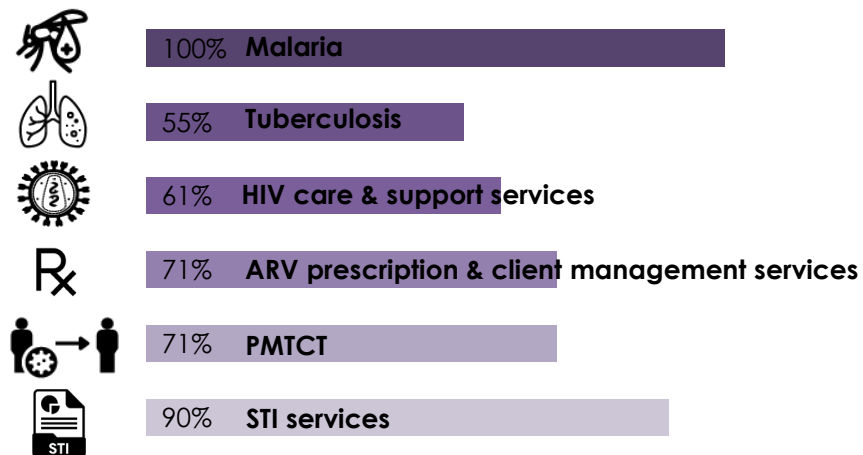 100% Malaria
55% Tuberculosis
61% HIV care & support services
Rx
71% ARV prescription & client management services
71% PMTCT
90% STI services
STI